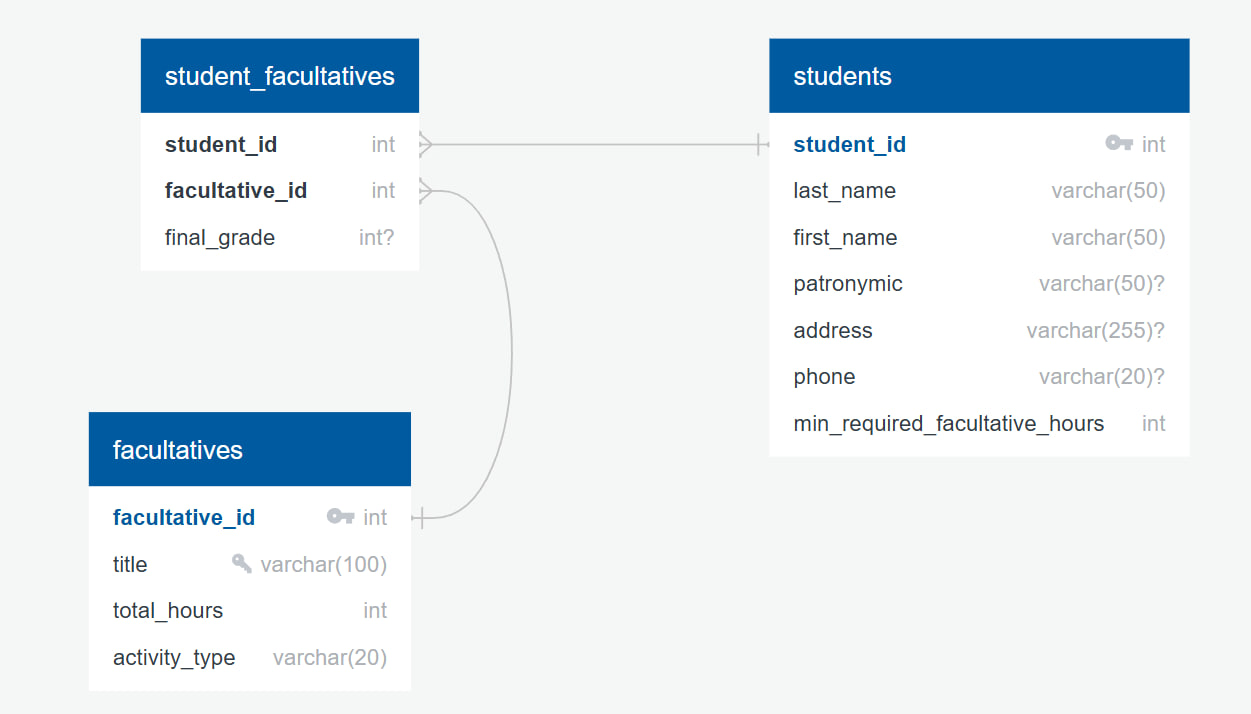 student_facultatives
student_id int
facultative_id int
final_grade int?
students
student_id int
last_name varchar(50)
first_name varchar(50)
patronymic varchar(50)?
address varchar(255)?
phone varchar(20)?
min_required_facultative_hours int
facultatives
facultative_id int
title varchar(100)
total_hours int
activity_type varchar(20)